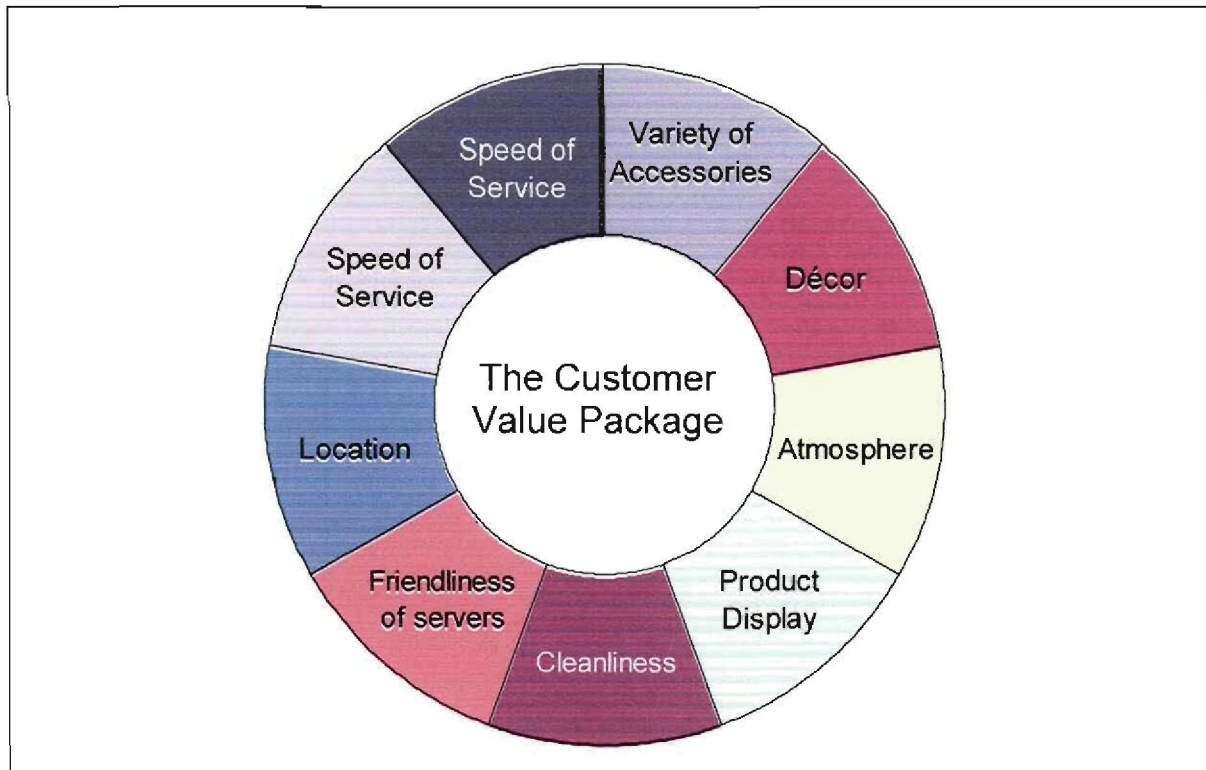 The Customer
Value Package
Variety of
Accessories
Décor
Atmosphere
Product
Display
Cleanliness
Friendliness
of servers
Location
Speed of
Service
Speed of
Service